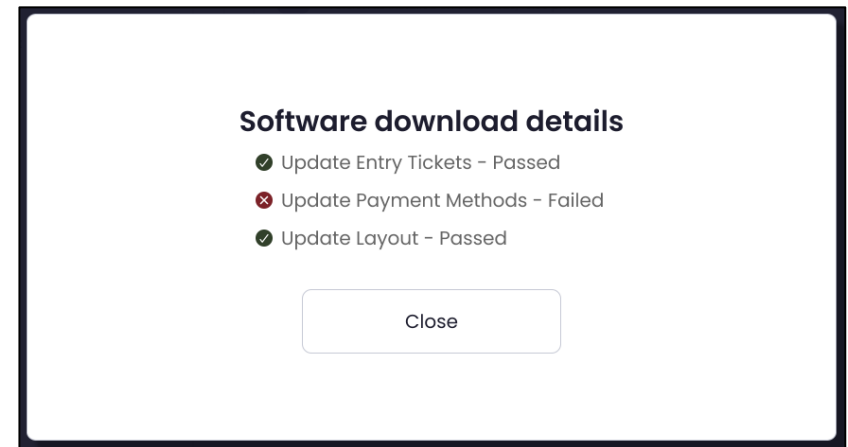 Software download details
Update Entry Tickets - Passed
Update Payment Methods - Failed
Update Layout - Passed
Close